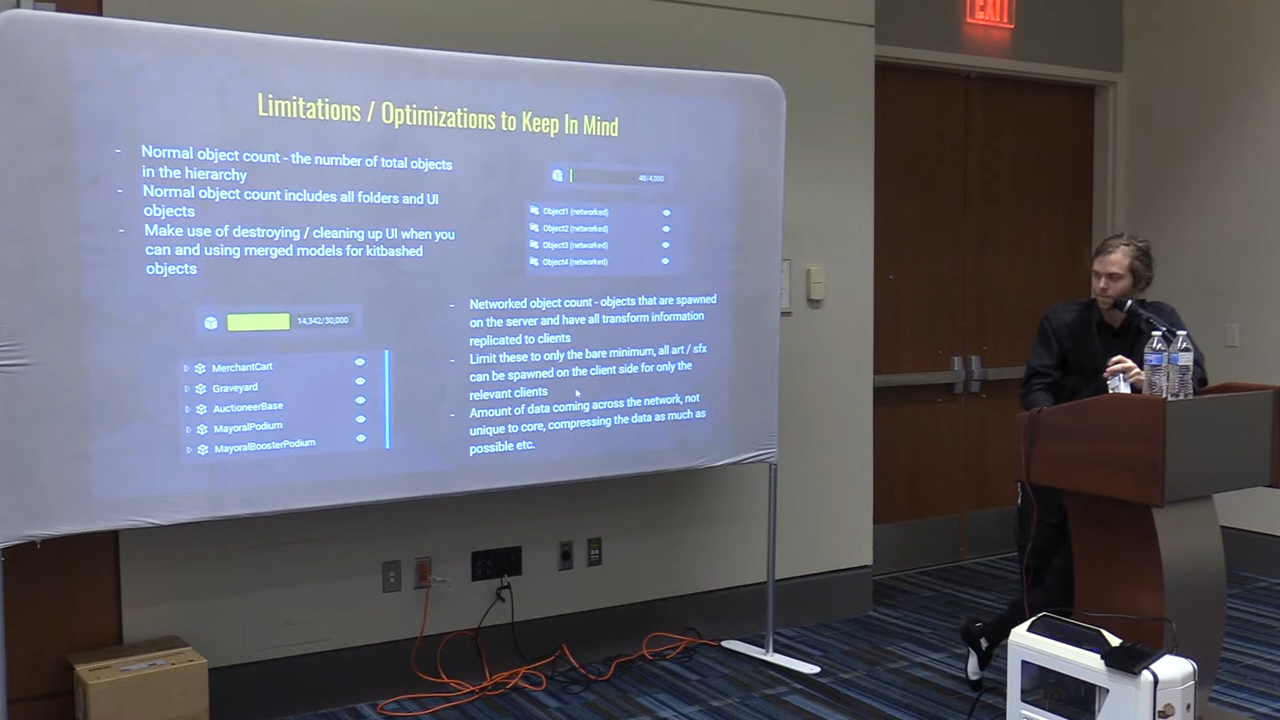 EXIT
Limitations / Optimizations to Keep In Mind
- Normal object count - the number of total objects
in the hierarchy
- Normal object count includes all folders and UI
objects
- Make use of destroying / cleaning up UI when you
can and using merged models for kitbashed
objects
14,342/30,000
MerchantCart
Graveyard
AuctioneerBase
MayoralPodium
MayoralBoosterPodium
48/4,000
Object1 (networked)
Object2 (networked)
Object3 (networked)
Object4 (networked)
- Networked object count - objects that are spawned
on the server and have all transform information
replicated to clients
- Limit these to only the bare minimum, all art / sfx
can be spawned on the client side for only the
relevant clients
- Amount of data coming across the network, not
unique to core, compressing the data as much as
possible etc.